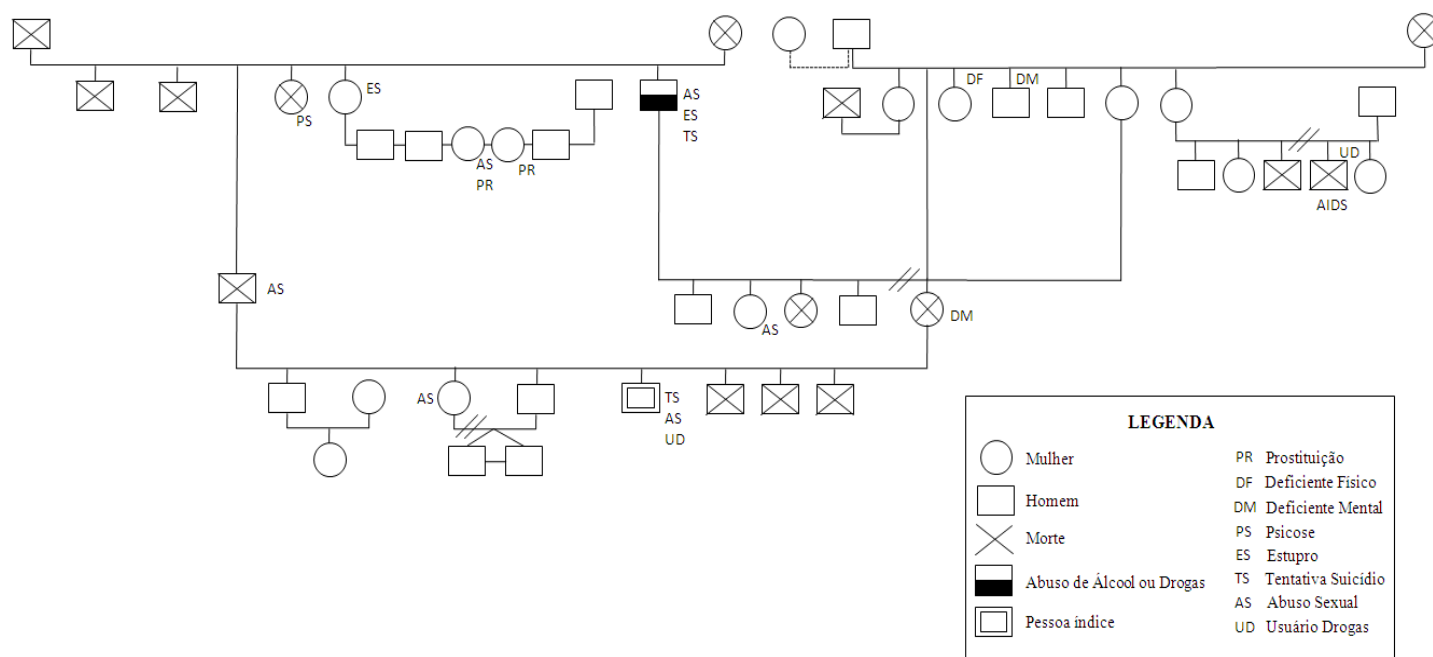 DF
DM
ES
AS
ES
TS
PS
AS
PR
PR
UD
AIDS
AS
AS
DM
AS
TS
AS
UD
LEGENDA
Mulher
Homem
Morte
Abuso de Álcool ou Drogas
Pessoa índice
PR Prostituição
DF Deficiente Físico
DM Deficiente Mental
PS Psicose
ES Estupro
TS Tentativa Suicídio
AS Abuso Sexual
UD Usuário Drogas